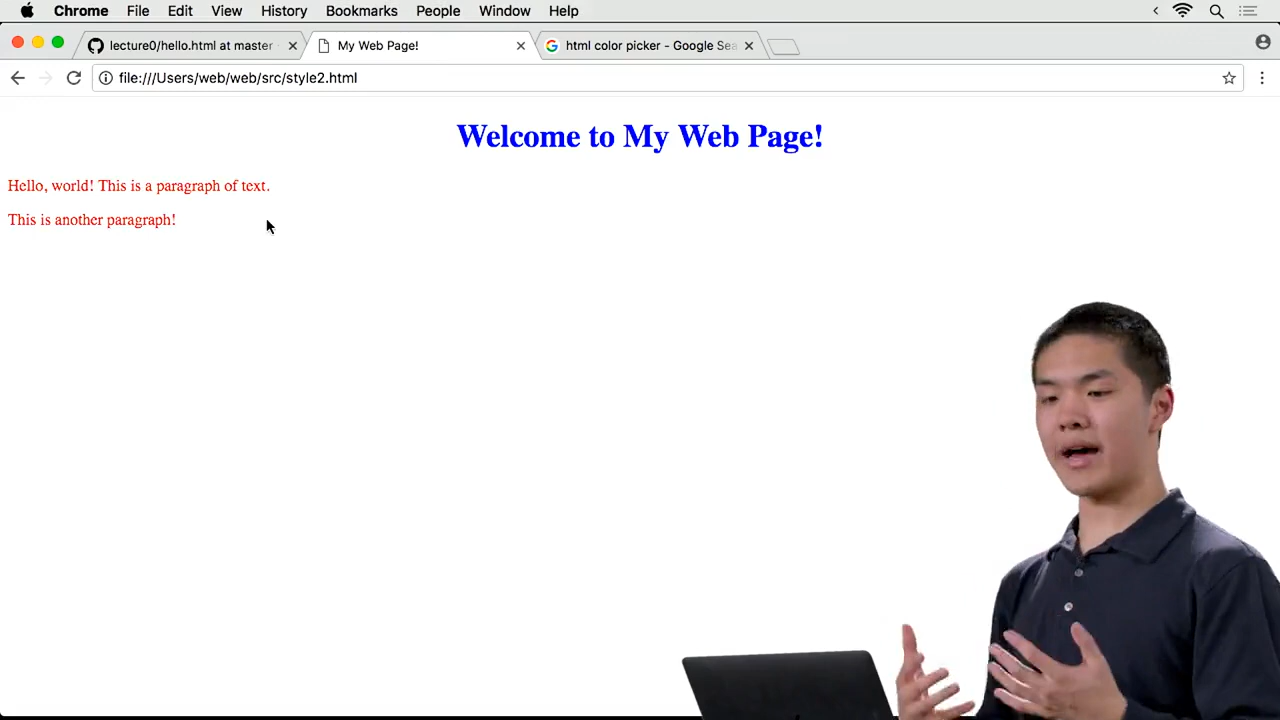 Chrome File Edit View History Bookmarks People Window Help
lecture0/hello.html at master
My Web Page!
html color picker - Google Sea
file:///Users/web/web/src/style2.html
Welcome to My Web Page!
Hello, world! This is a paragraph of text.
This is another paragraph!